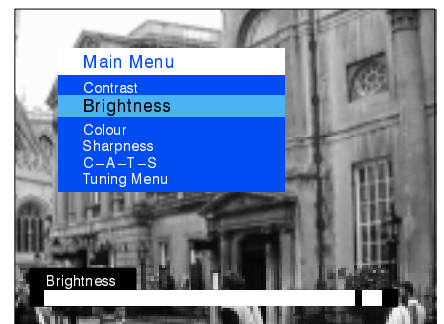 Main Menu
Contrast
Brightness
Colour
Sharpness
C–A–T–S
Tuning Menu
Brightness